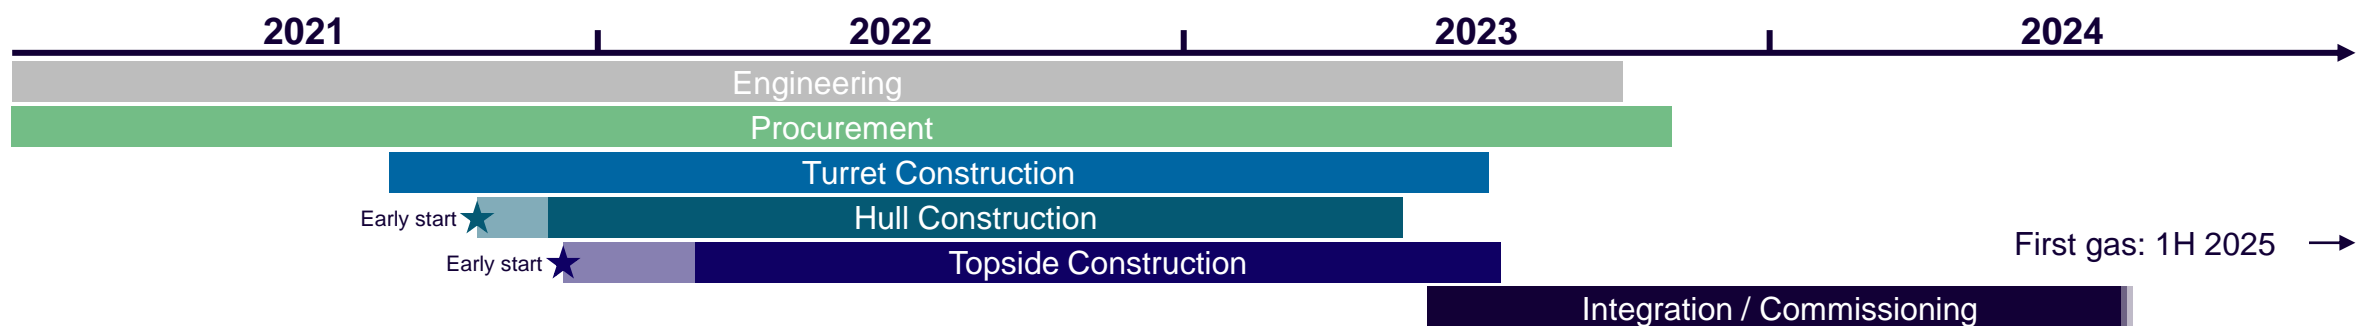 2021 2022 2023 2024
Engineering
Procurement
Turret Construction
Early start Hull Construction
First gas: 1H 2025
Early start Topside Construction
Integration / Commissioning